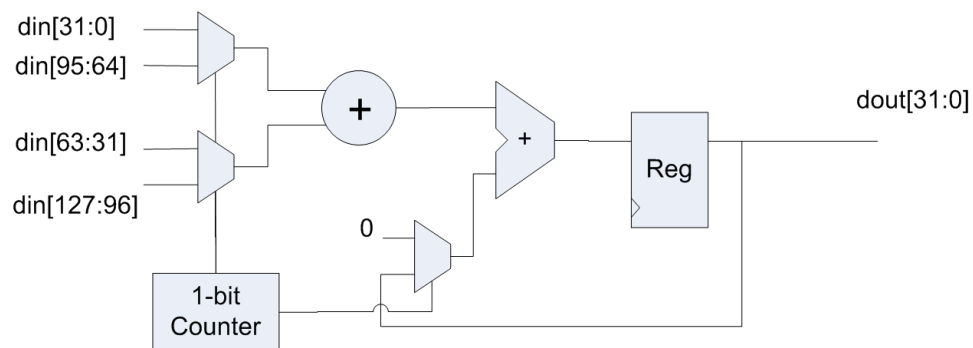 din[31:0]
din[95:64]
din[63:31]
din[127:96]
+
+
0
1-bit
Counter
Reg
dout[31:0]